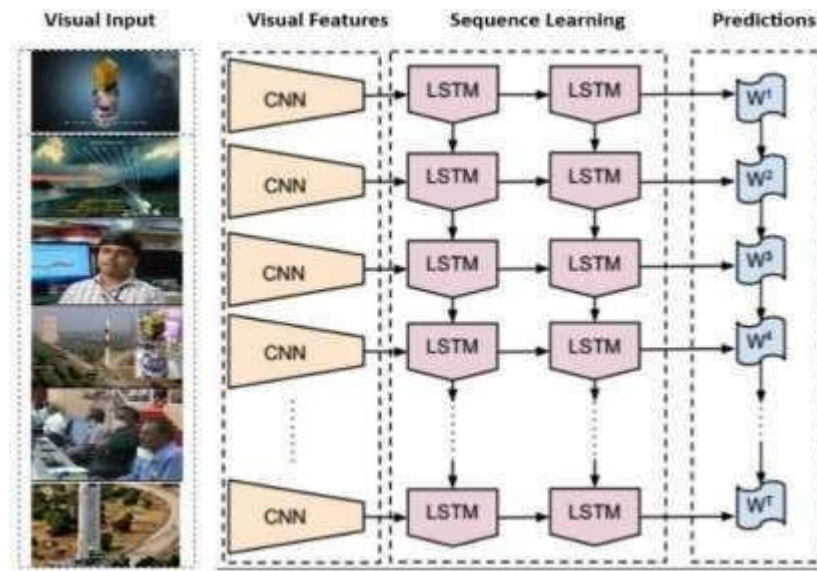 Visual Input Visual Features Sequence Learning Predictions
CNN LSTM LSTM W¹
CNN LSTM LSTM W²
CNN LSTM LSTM W³
CNN LSTM LSTM W⁴
CNN LSTM LSTM Wᵀ